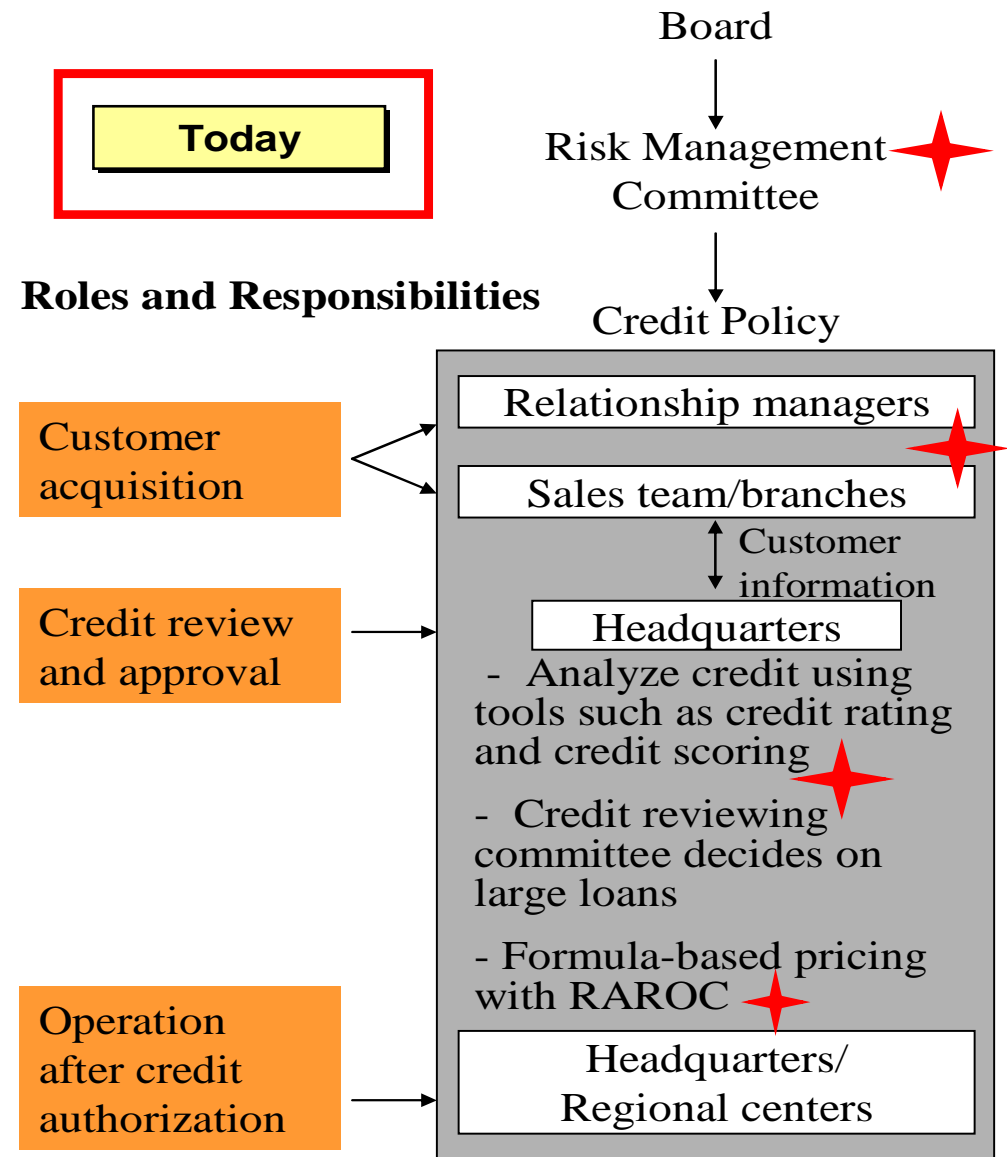 Board
Today
Risk Management
Committee
Roles and Responsibilities
Credit Policy
Relationship managers
Customer
acquisition
Sales team/branches
Customer
information
Credit review
and approval
Headquarters
- Analyze credit using
tools such as credit rating
and credit scoring
- Credit reviewing
committee decides on
large loans
- Formula-based pricing
with RAROC
Operation
after credit
authorization
Headquarters/
Regional centers